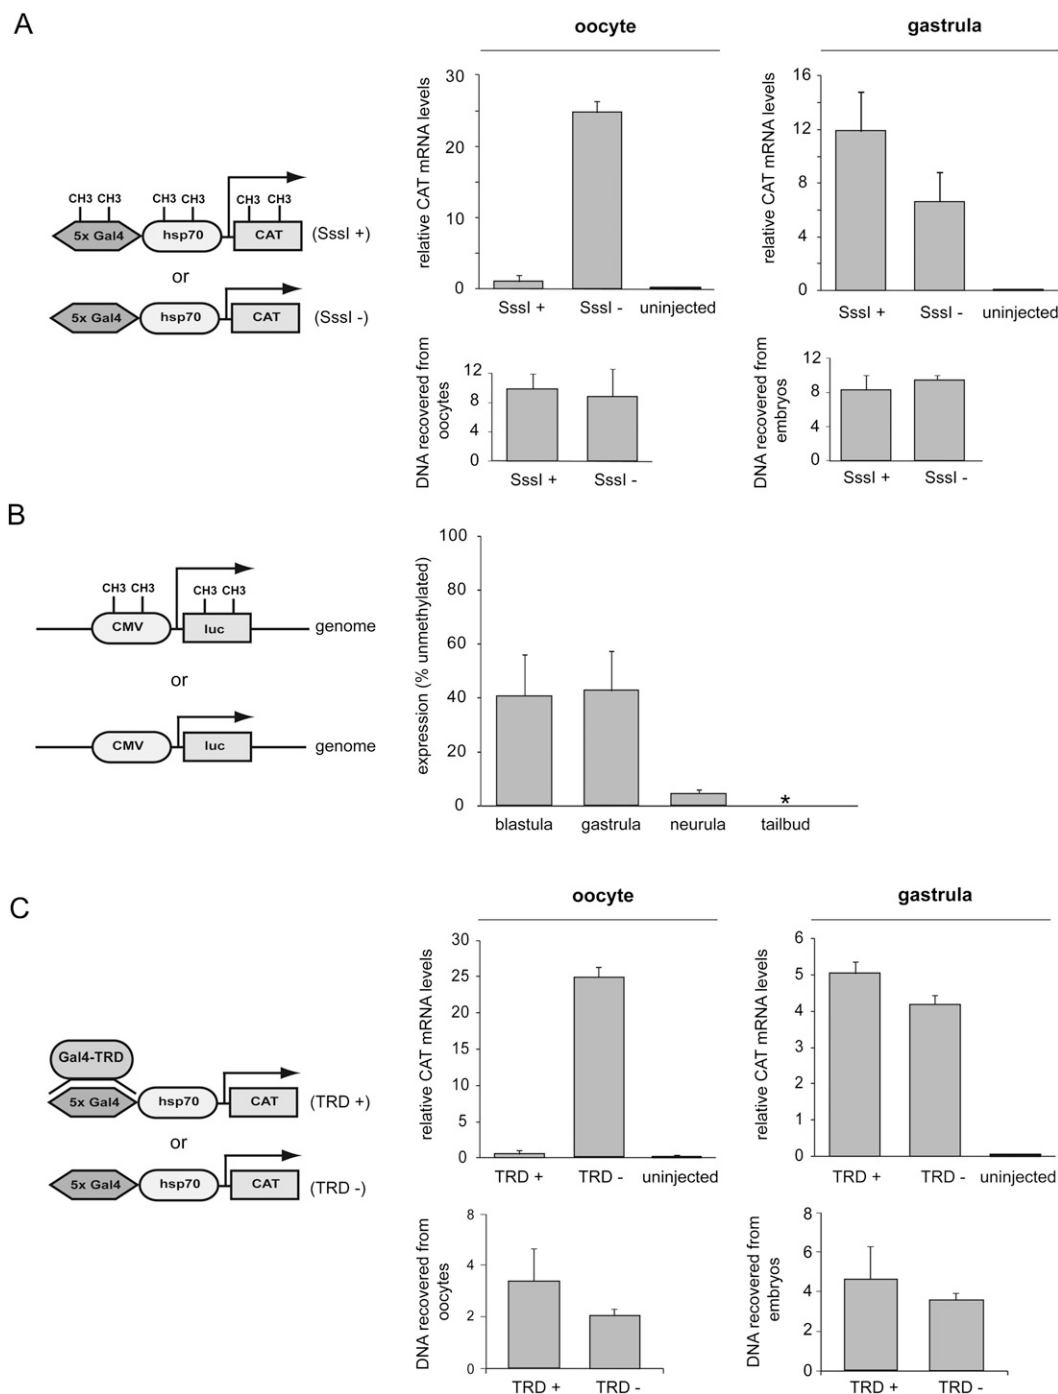 A
oocyte
gastrula
CH3 CH3 CH3 CH3 CH3 CH3
5x Gal4 hsp70 CAT (SssI +)
or
5x Gal4 hsp70 CAT (SssI -)
relative CAT mRNA levels
30
20
10
0
SssI + SssI - uninjected
relative CAT mRNA levels
16
12
8
4
0
SssI + SssI - uninjected
DNA recovered from
oocytes
12
8
4
0
SssI + SssI -
DNA recovered from
embryos
12
8
4
0
SssI + SssI -
B
CH3 CH3 CH3 CH3
CMV luc genome
or
CMV luc genome
expression (% unmethylated)
100
80
60
40
20
0
*
blastula gastrula neurula tailbud
C
oocyte
gastrula
Gal4-TRD
5x Gal4 hsp70 CAT (TRD +)
or
5x Gal4 hsp70 CAT (TRD -)
relative CAT mRNA levels
30
25
20
15
10
5
0
TRD + TRD - uninjected
relative CAT mRNA levels
6
5
4
3
2
1
0
TRD + TRD - uninjected
DNA recovered from
oocytes
8
4
2
0
TRD + TRD -
DNA recovered from
embryos
8
6
4
2
0
TRD + TRD -